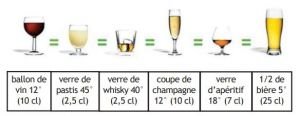 = = = = =
ballon de
vin 12°
(10 cl)
verre de
pastis 45°
(2,5 cl)
verre de
whisky 40°
(2,5 cl)
coupe de
champagne
12° (10 cl)
verre
d'apéritif
18° (7 cl)
1/2 de
bière 5°
(25 cl)